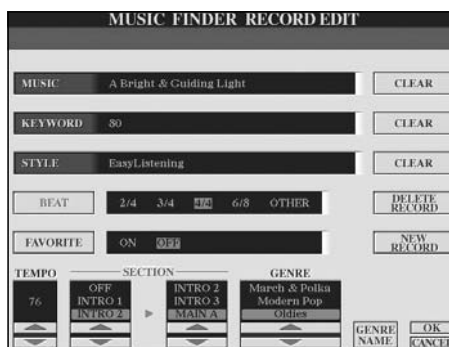 MUSIC FINDER RECORD EDIT
MUSIC A Bright & Guiding Light CLEAR
KEYWORD 80 CLEAR
STYLE EasyListening CLEAR
BEAT 2/4 3/4 4/4 6/8 OTHER DELETE RECORD
FAVORITE ON OFF NEW RECORD
TEMPO SECTION GENRE
OFF INTRO 2 March & Polka
76 INTRO 1 INTRO 3 Modern Pop
INTRO 2 MAIN A Oldies
GENRE NAME
OK
CANCEL